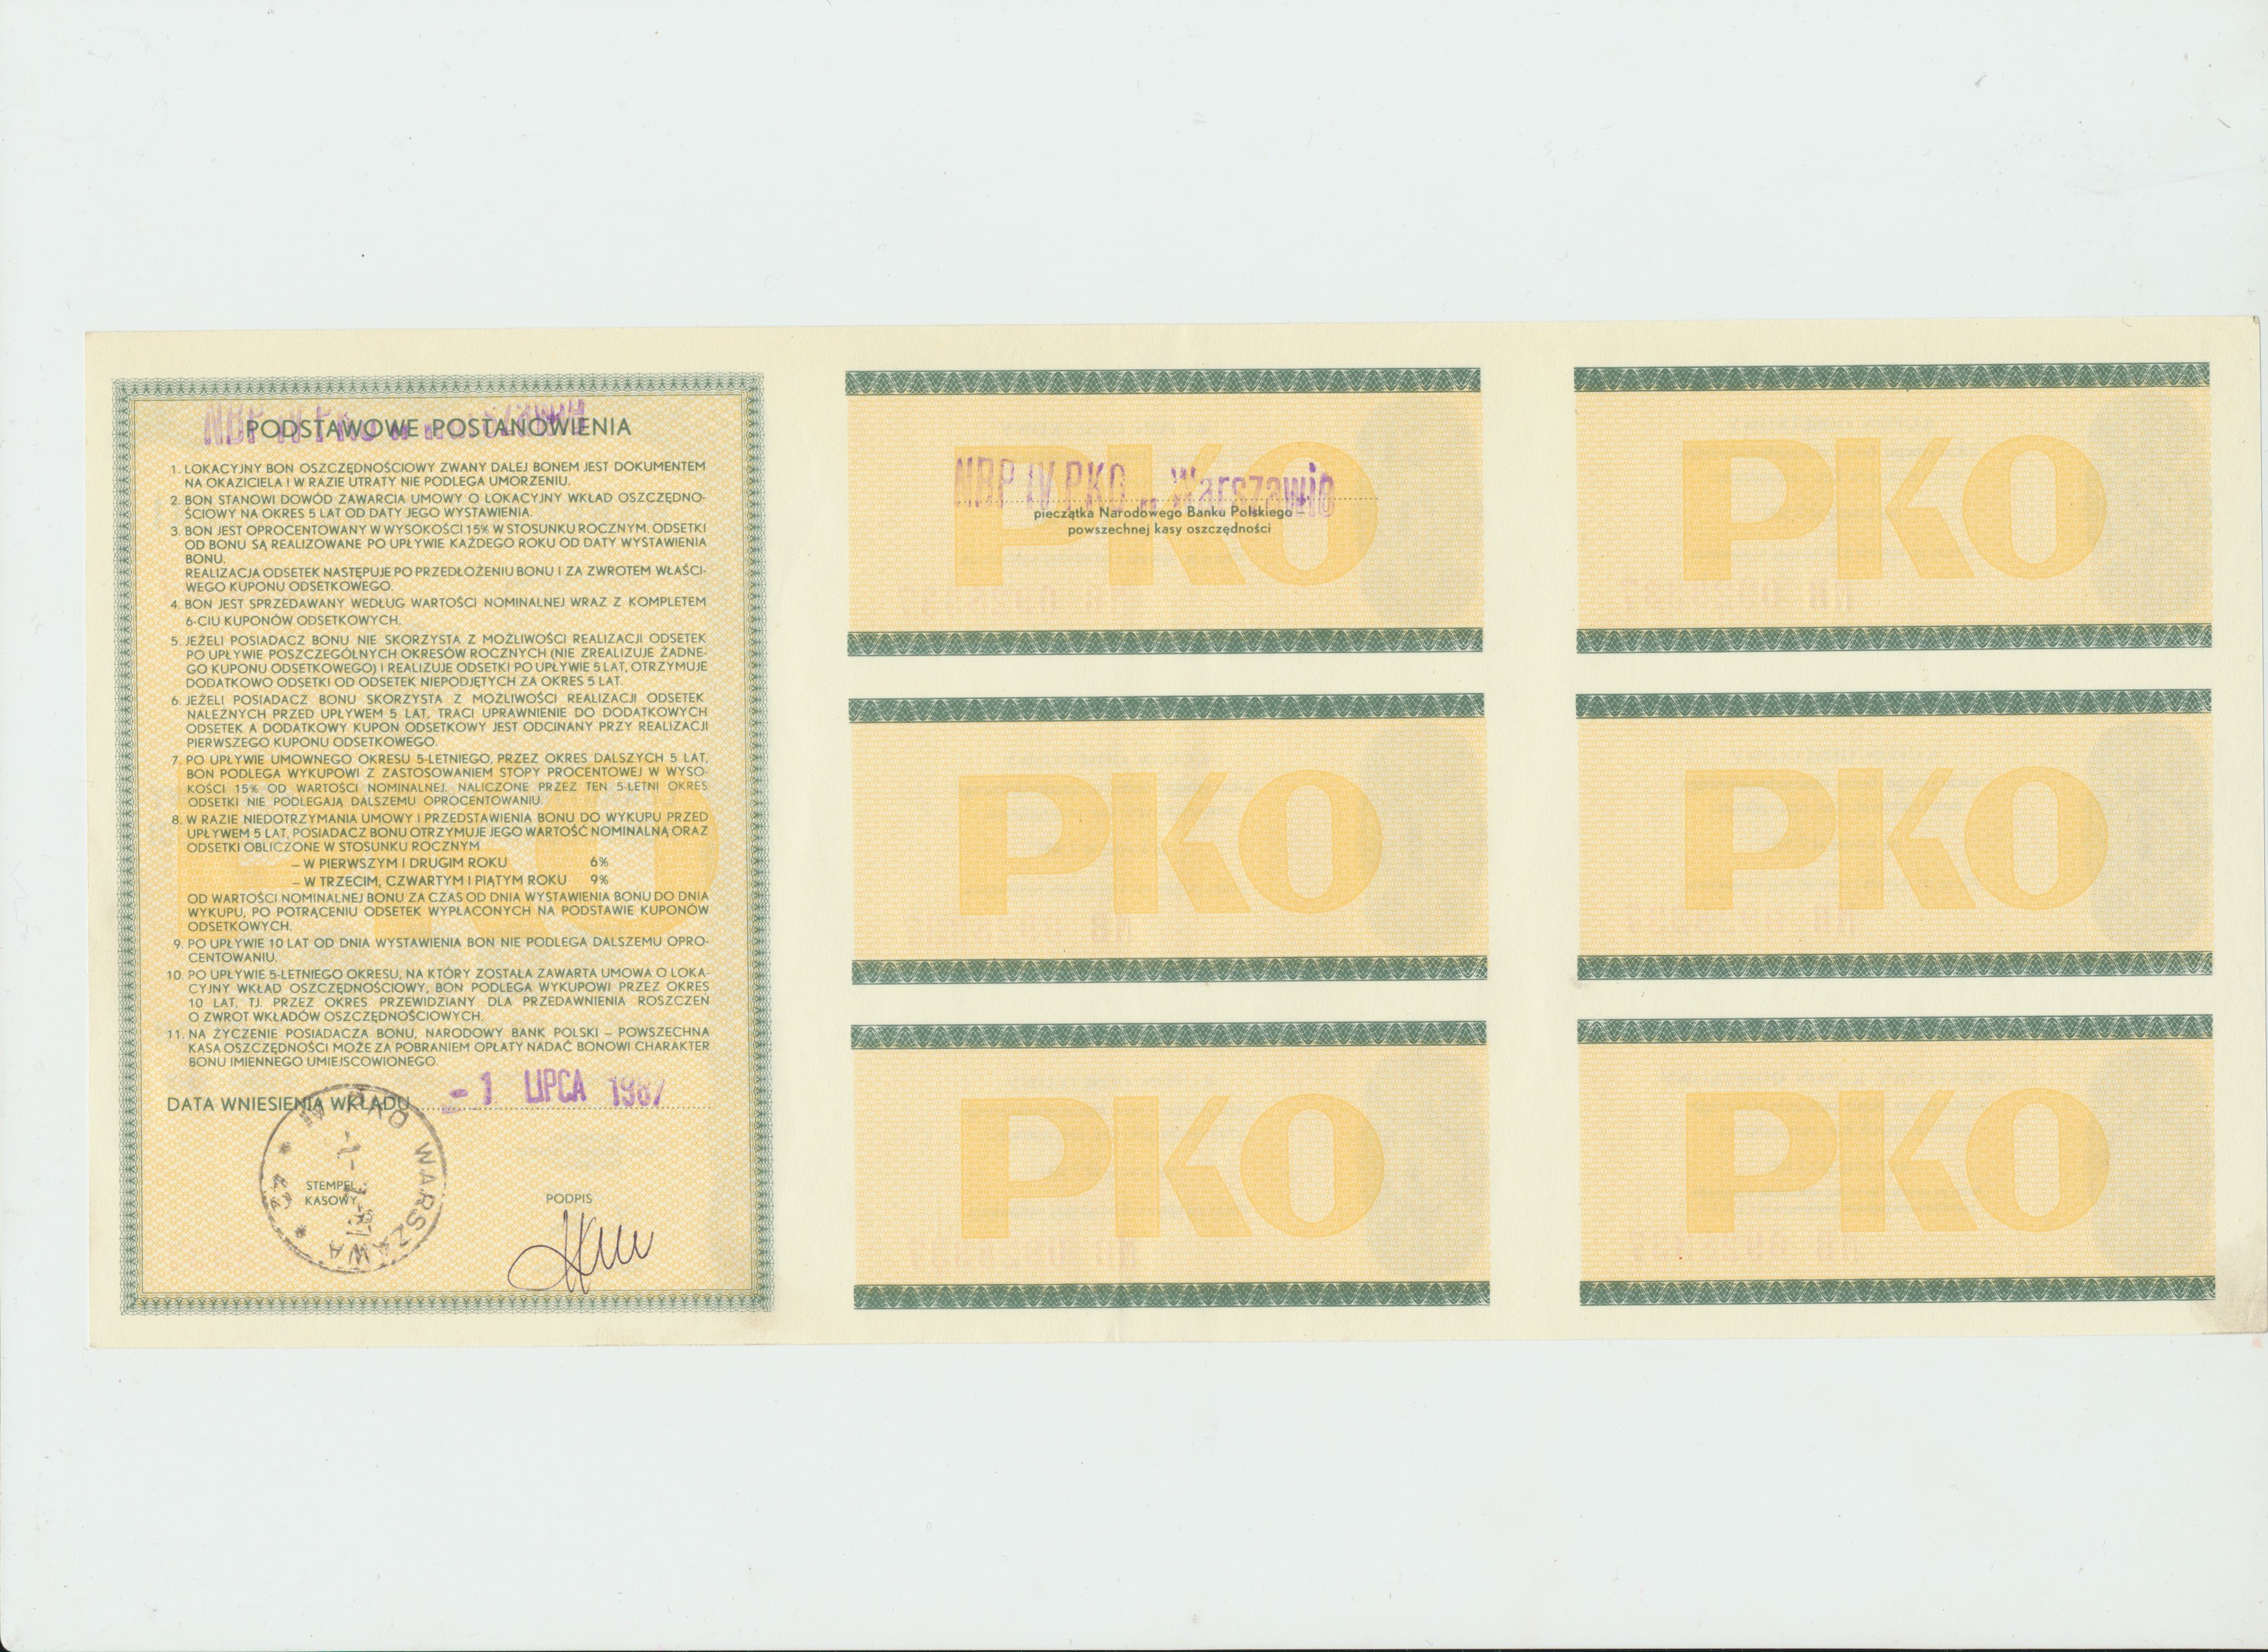 NBP IV PKO w Warszawie
PODSTAWOWE POSTANOWIENIA
1. LOKACYJNY BON OSZCZĘDNOŚCIOWY ZWANY DALEJ BONEM JEST DOKUMENTEM
NA OKAZICIELA I W RAZIE UTRATY NIE PODLEGA UMORZENIU.
2. BON STANOWI DOWÓD ZAWARCIA UMOWY O LOKACYJNY WKŁAD OSZCZĘDNO-
ŚCIOWY NA OKRES 5 LAT OD DATY JEGO WYSTAWIENIA.
3. BON JEST OPROCENTOWANY W WYSOKOŚCI 15% W STOSUNKU ROCZNYM. ODSETKI
OD BONU SĄ REALIZOWANE PO UPŁYWIE KAŻDEGO ROKU OD DATY WYSTAWIENIA
BONU.
REALIZACJA ODSETEK NASTĘPUJE PO PRZEDŁOŻENIU BONU I ZA ZWROTEM WŁAŚCI-
WEGO KUPONU ODSETKOWEGO.
4. BON JEST SPRZEDAWANY WEDŁUG WARTOŚCI NOMINALNEJ WRAZ Z KOMPLETEM
6-CIU KUPONÓW ODSETKOWYCH.
5. JEŻELI POSIADACZ BONU NIE SKORZYSTA Z MOŻLIWOŚCI REALIZACJI ODSETEK
PO UPŁYWIE POSZCZEGÓLNYCH OKRESÓW ROCZNYCH (NIE ZREALIZUJE ŻADNE-
GO KUPONU ODSETKOWEGO) I REALIZUJE ODSETKI PO UPŁYWIE 5 LAT, OTRZYMUJE
DODATKOWO ODSETKI OD ODSETEK NIEPODJĘTYCH ZA OKRES 5 LAT.
6. JEŻELI POSIADACZ BONU SKORZYSTA Z MOŻLIWOŚCI REALIZACJI ODSETEK
NALEŻNYCH PRZED UPŁYWEM 5 LAT, TRACI UPRAWNIENIE DO DODATKOWYCH
ODSETEK A DODATKOWY KUPON ODSETKOWY JEST ODCINANY PRZY REALIZACJI
PIERWSZEGO KUPONU ODSETKOWEGO.
7. PO UPŁYWIE UMOWNEGO OKRESU 5-LETNIEGO, PRZEZ OKRES DALSZYCH 5 LAT,
BON PODLEGA WYKUPOWI Z ZASTOSOWANIEM STOPY PROCENTOWEJ W WYSO-
KOŚCI 15% OD WARTOŚCI NOMINALNEJ. NALICZONE PRZEZ TEN 5-LETNI OKRES
ODSETKI NIE PODLEGAJĄ DALSZEMU OPROCENTOWANIU.
8. W RAZIE NIEDOTRZYMANIA UMOWY I PRZEDSTAWIENIA BONU DO WYKUPU PRZED
UPŁYWEM 5 LAT, POSIADACZ BONU OTRZYMUJE JEGO WARTOŚĆ NOMINALNĄ ORAZ
ODSETKI OBLICZONE W STOSUNKU ROCZNYM
– W PIERWSZYM I DRUGIM ROKU 6%
– W TRZECIM, CZWARTYM I PIĄTYM ROKU 9%
OD WARTOŚCI NOMINALNEJ BONU ZA CZAS OD DNIA WYSTAWIENIA BONU DO DNIA
WYKUPU, PO POTRĄCENIU ODSETEK WYPŁACONYCH NA PODSTAWIE KUPONÓW
ODSETKOWYCH.
9. PO UPŁYWIE 10 LAT OD DNIA WYSTAWIENIA BON NIE PODLEGA DALSZEMU OPRO-
CENTOWANIU.
10. PO UPŁYWIE 5-LETNIEGO OKRESU, NA KTÓRY ZOSTAŁA ZAWARTA UMOWA O LOKA-
CYJNY WKŁAD OSZCZĘDNOŚCIOWY, BON PODLEGA WYKUPOWI PRZEZ OKRES
10 LAT, TJ. PRZEZ OKRES PRZEWIDZIANY DLA PRZEDAWNIENIA ROSZCZEŃ
O ZWROT WKŁADÓW OSZCZĘDNOŚCIOWYCH.
11. NA ŻYCZENIE POSIADACZA BONU, NARODOWY BANK POLSKI – POWSZECHNA
KASA OSZCZĘDNOŚCI MOŻE ZA POBRANIEM OPŁATY NADAĆ BONOWI CHARAKTER
BONU IMIENNEGO UMIEJSCOWIONEGO.
DATA WNIESIENIA WKŁADU - 1 LIPCA 1987
IV PKO WARSZAWA
STEMPEL
KASOWY
PODPIS
PKO
NBP IV PKO w Warszawie
pieczątka Narodowego Banku Polskiego –
powszechnej kasy oszczędności
PKO
PKO
PKO
PKO
PKO
PKO